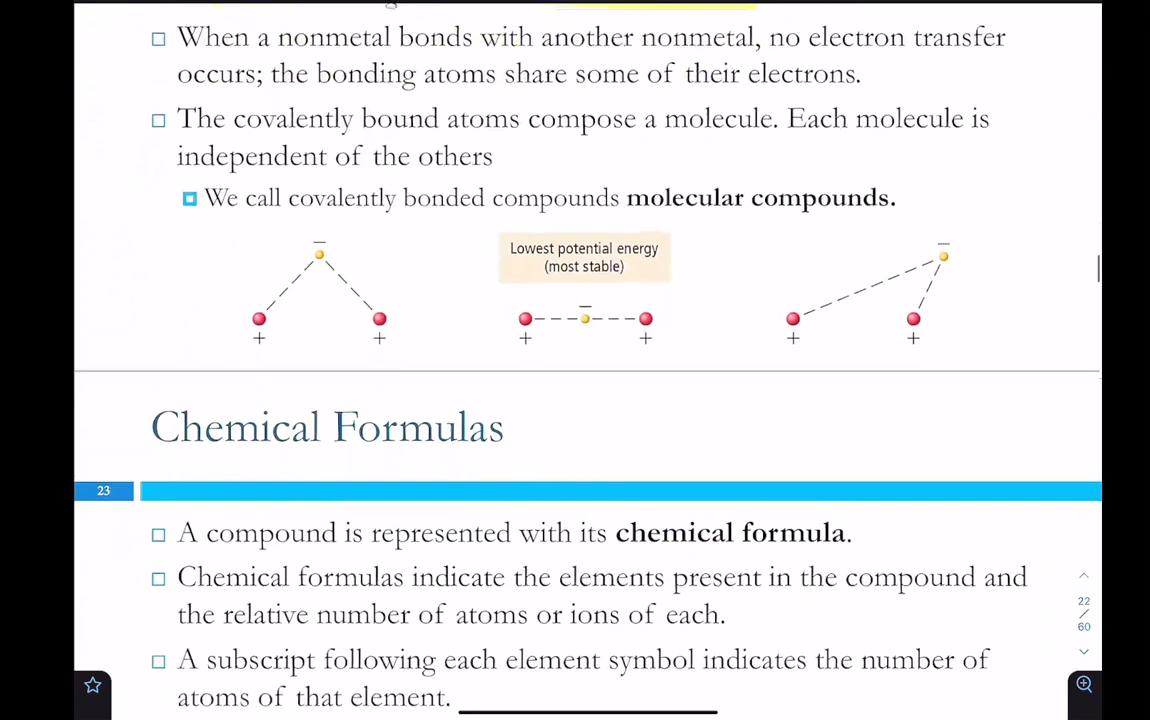 When a nonmetal bonds with another nonmetal, no electron transfer
occurs; the bonding atoms share some of their electrons.
The covalently bound atoms compose a molecule. Each molecule is
independent of the others
We call covalently bonded compounds molecular compounds.
Lowest potential energy
(most stable)
− − −
+ + + + + +
Chemical Formulas
23
A compound is represented with its chemical formula.
Chemical formulas indicate the elements present in the compound and
the relative number of atoms or ions of each.
A subscript following each element symbol indicates the number of
atoms of that element.
22
/
60